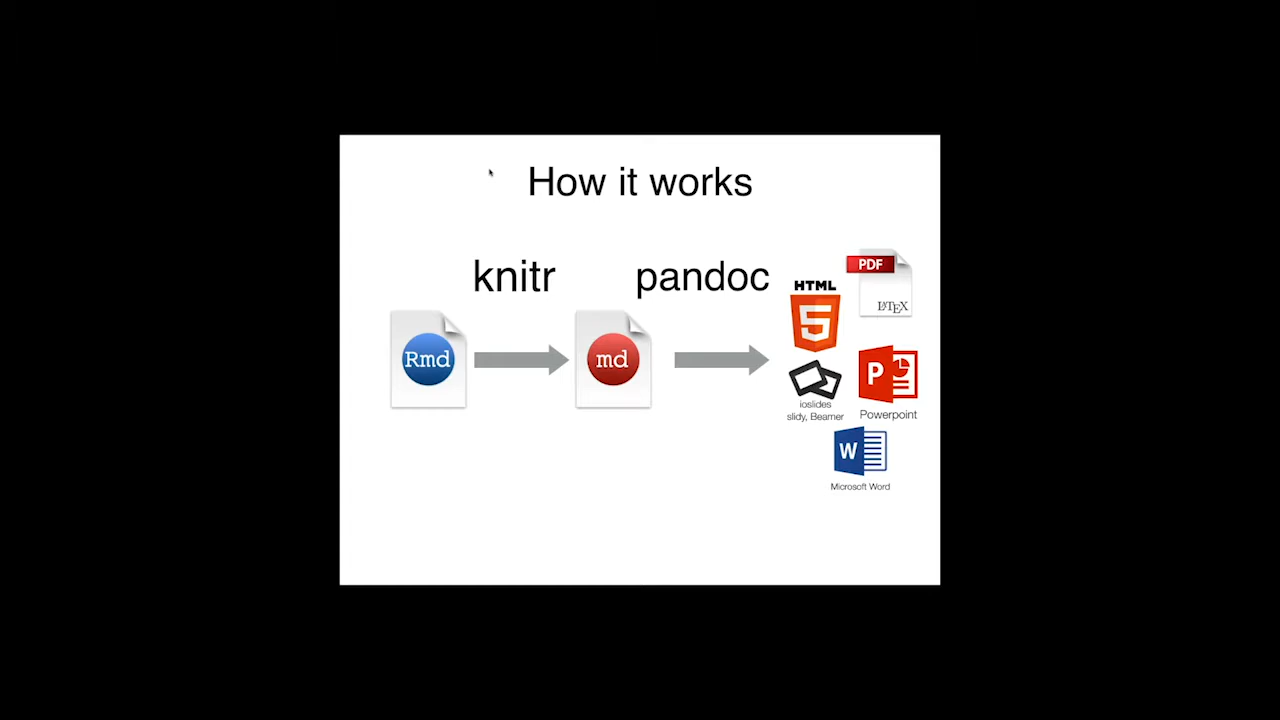 How it works
knitr
pandoc
Rmd
md
PDF
LATEX
HTML
5
P
ioslides
slidy, Beamer
Powerpoint
W
Microsoft Word